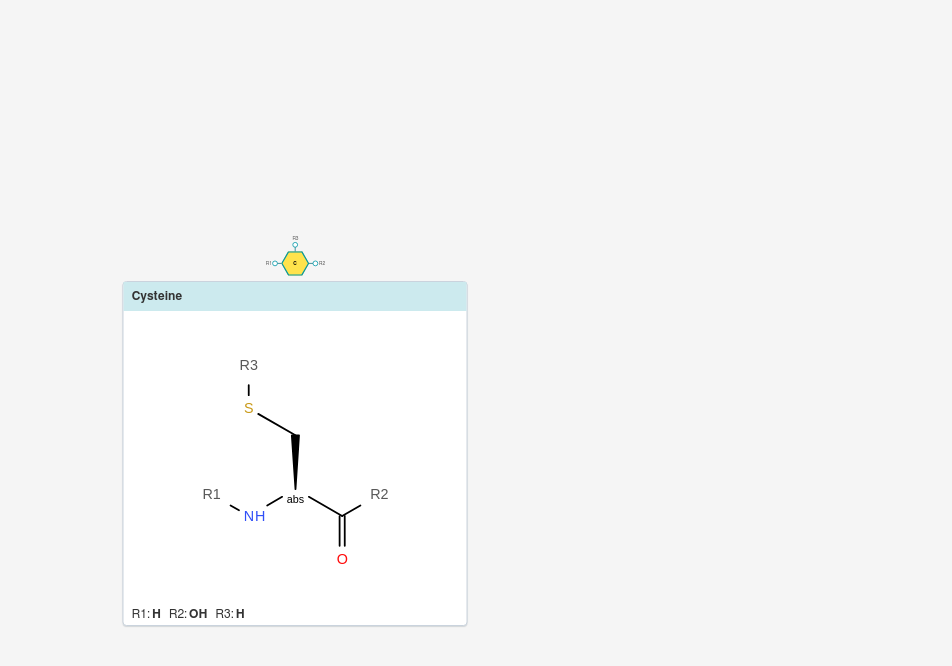 R3
R1 C R2
Cysteine
R3
S
R1 abs R2
NH
O
R1: H R2: OH R3: H